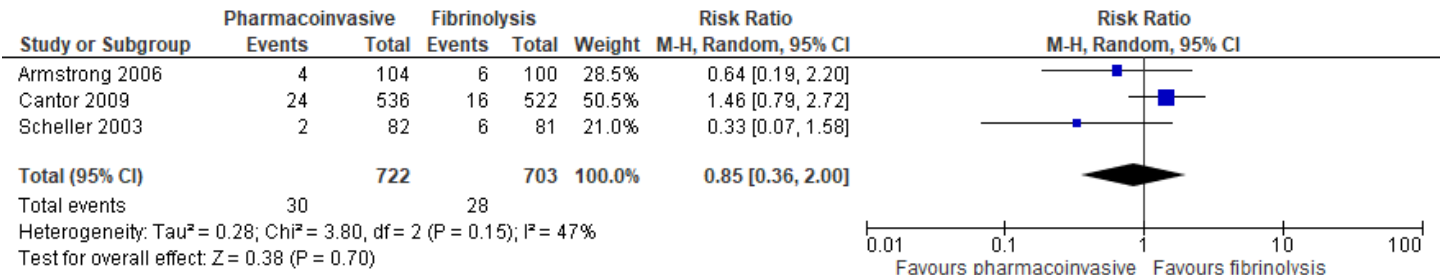 Pharmacoinvasive Fibrinolysis Risk Ratio Risk Ratio
Study or Subgroup Events Total Events Total Weight M-H, Random, 95% CI M-H, Random, 95% CI
Armstrong 2006 4 104 6 100 28.5% 0.64 [0.19, 2.20]
Cantor 2009 24 536 16 522 50.5% 1.46 [0.79, 2.72]
Scheller 2003 2 82 6 81 21.0% 0.33 [0.07, 1.58]
Total (95% CI) 722 703 100.0% 0.85 [0.36, 2.00]
Total events 30 28
Heterogeneity: Tau² = 0.28; Chi² = 3.80, df = 2 (P = 0.15); I² = 47%
Test for overall effect: Z = 0.38 (P = 0.70)
0.01 0.1 1 10 100
Favours pharmacoinvasive Favours fibrinolysis